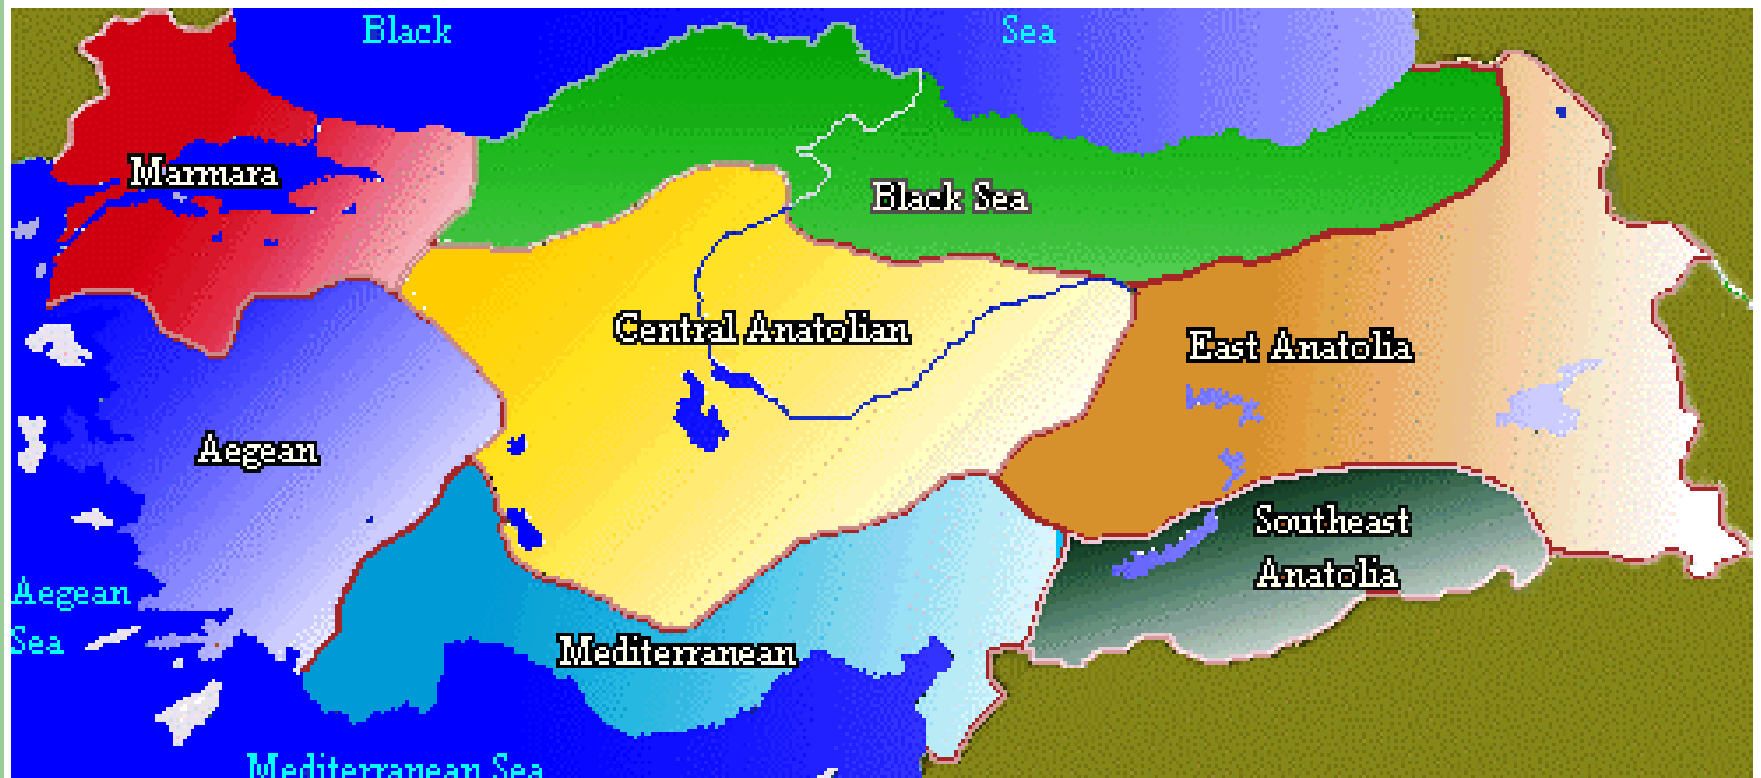 Black
Sea
Marmara
Black Sea
Central Anatolian
East Anatolia
Aegean
Southeast
Anatolia
Aegean
Sea
Mediterranean
Mediterranean Sea